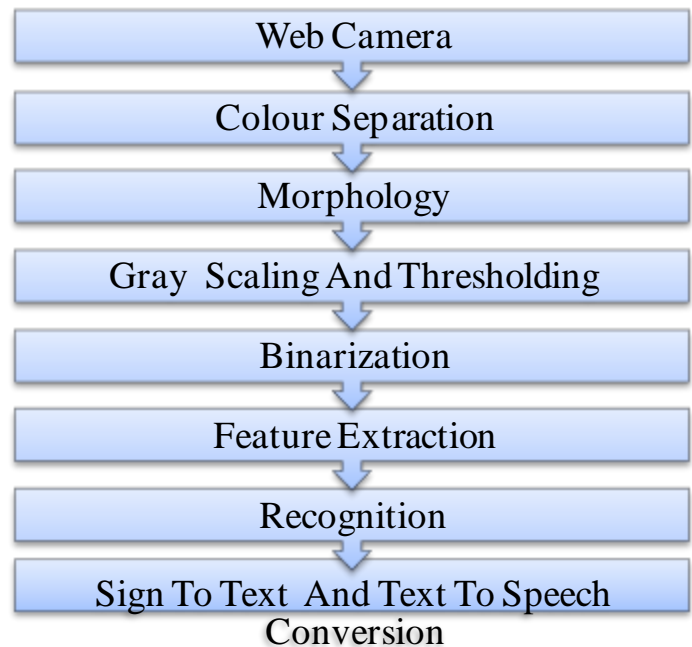 Web Camera
Colour Separation
Morphology
Gray Scaling And Thresholding
Binarization
Feature Extraction
Recognition
Sign To Text And Text To Speech
Conversion